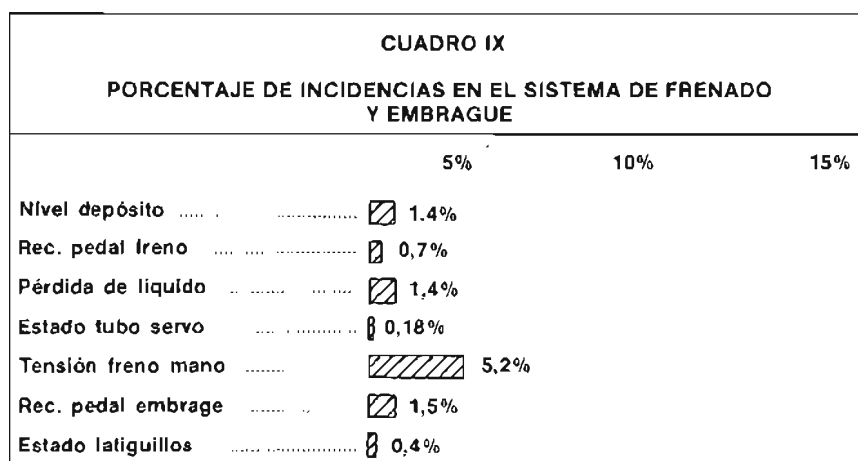 CUADRO IX
PORCENTAJE DE INCIDENCIAS EN EL SISTEMA DE FRENADO
Y EMBRAGUE
5% 10% 15%
Nivel depósito ..... . ................ 1.4%
Rec. pedal freno .... .... ................ 0,7%
Pérdida de líquido .. ....... ... .... 1,4%
Estado tubo servo .... . ........... .. 0,18%
Tensión freno mano ....... 5,2%
Rec. pedal embrage ....... . 1,5%
Estado latiguillos ..... ............... 0,4%